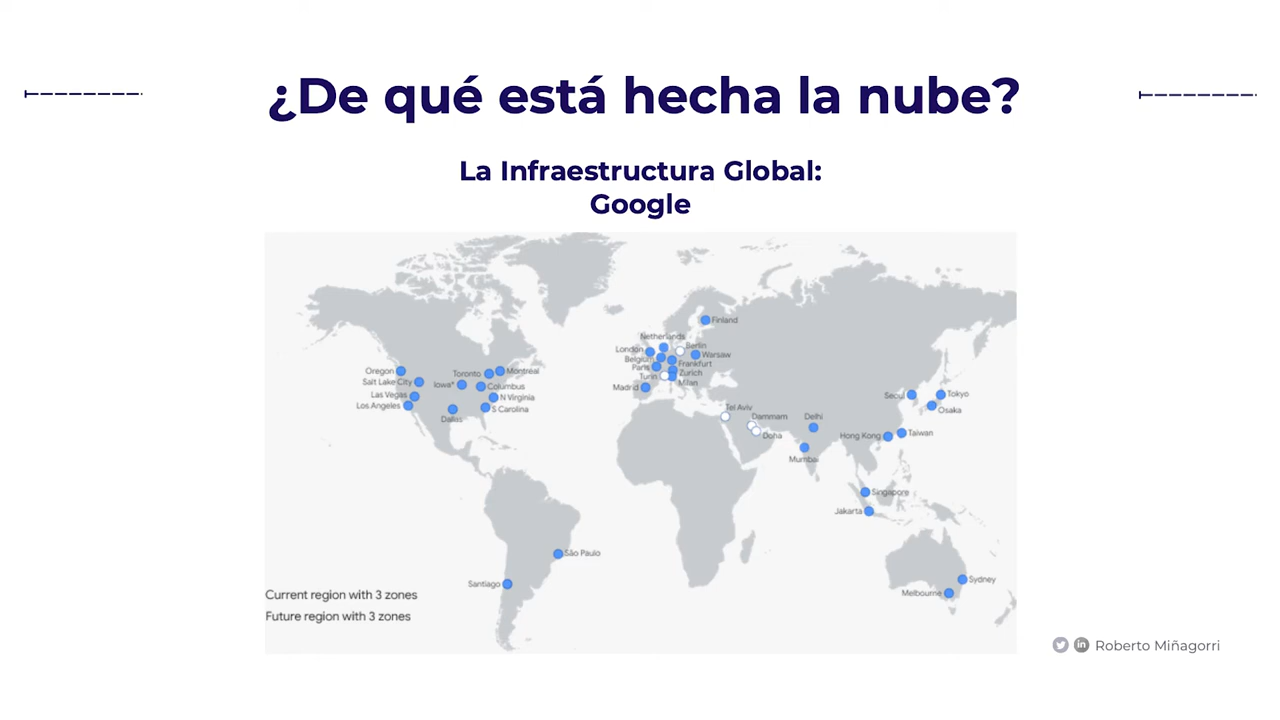 ¿De qué está hecha la nube?
La Infraestructura Global:
Google
Finland
Netherlands
London
Berlin
Belgium
Warsaw
Frankfurt
Paris
Zurich
Turin
Milan
Madrid
Oregon
Toronto
Montréal
Salt Lake City
Iowa*
Columbus
Las Vegas
N Virginia
Los Angeles
S Carolina
Dallas
Tel Aviv
Dammam
Doha
Delhi
Mumbai
Seoul
Tokyo
Osaka
Hong Kong
Taiwan
Singapore
Jakarta
São Paulo
Santiago
Sydney
Melbourne
Current region with 3 zones
Future region with 3 zones
in Roberto Miñagorri